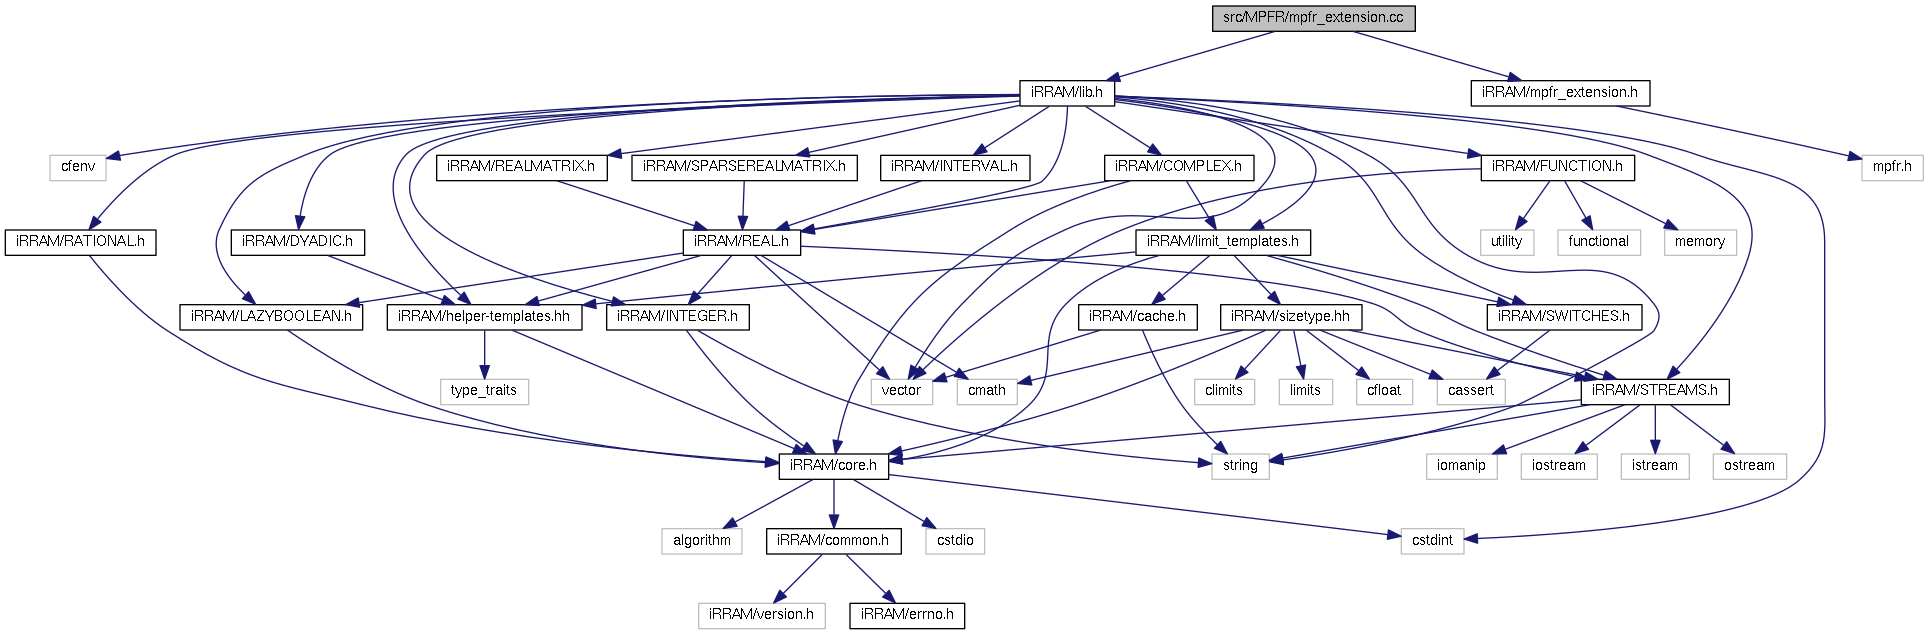 src/MPFR/mpfr_extension.cc
iRRAM/lib.h
iRRAM/mpfr_extension.h
cfenv
iRRAM/REALMATRIX.h
iRRAM/SPARSEREALMATRIX.h
iRRAM/INTERVAL.h
iRRAM/COMPLEX.h
iRRAM/FUNCTION.h
mpfr.h
iRRAM/RATIONAL.h
iRRAM/DYADIC.h
iRRAM/REAL.h
iRRAM/limit_templates.h
utility
functional
memory
iRRAM/LAZYBOOLEAN.h
iRRAM/helper-templates.hh
iRRAM/INTEGER.h
iRRAM/cache.h
iRRAM/sizetype.hh
iRRAM/SWITCHES.h
type_traits
vector
cmath
climits
limits
cfloat
cassert
iRRAM/STREAMS.h
iRRAM/core.h
string
iomanip
iostream
istream
ostream
algorithm
iRRAM/common.h
cstdio
cstdint
iRRAM/version.h
iRRAM/errno.h